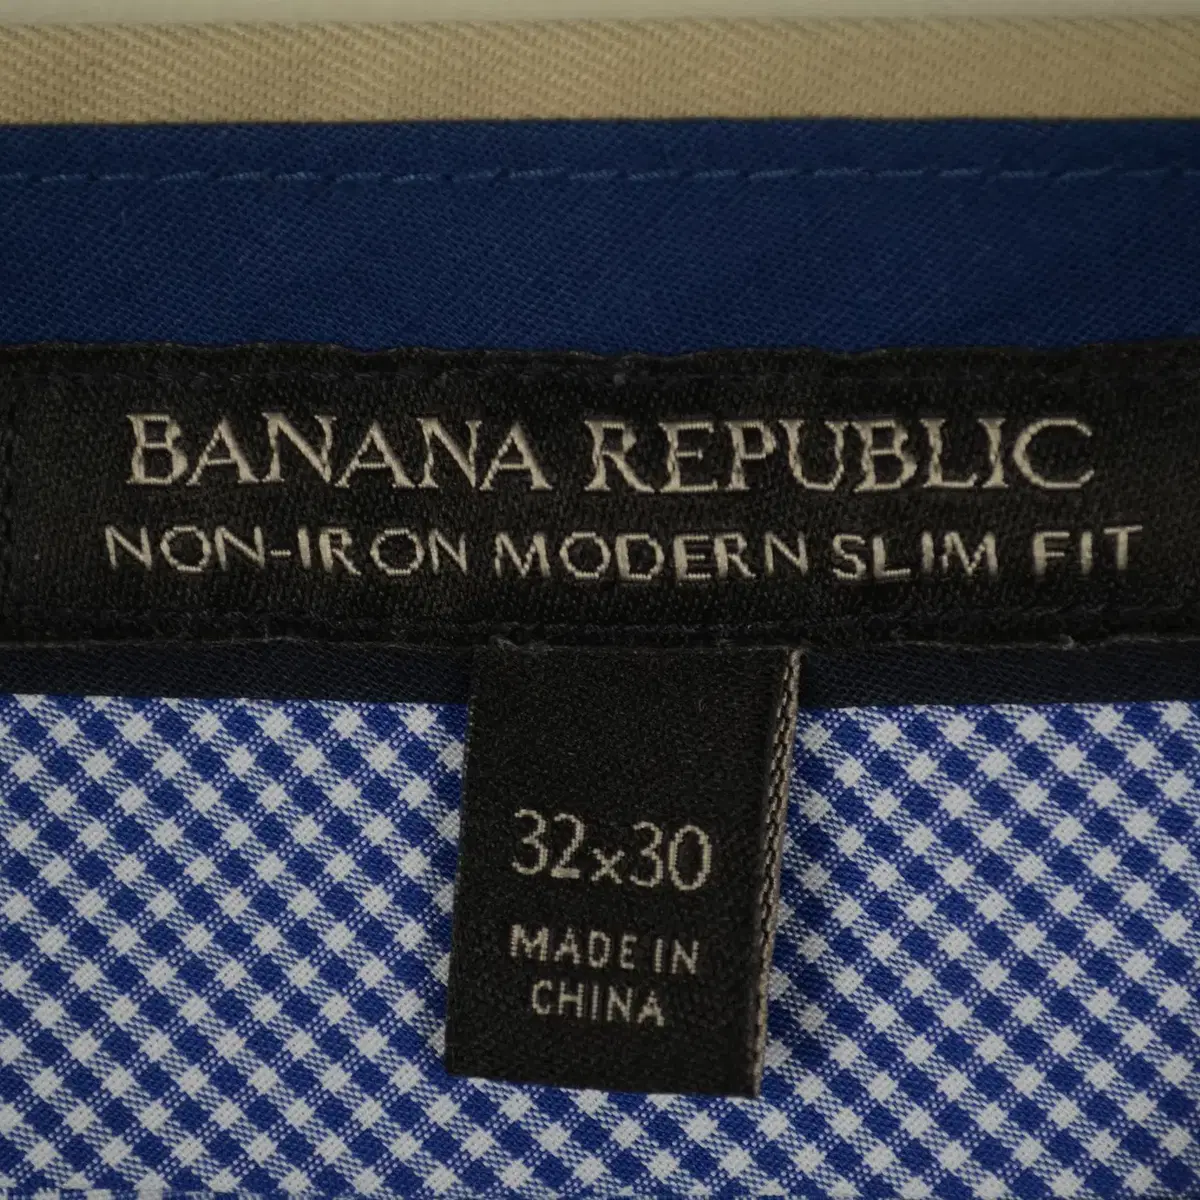 BANANA REPUBLIC
NON-IRON MODERN SLIM FIT
32x30
MADE IN
CHINA